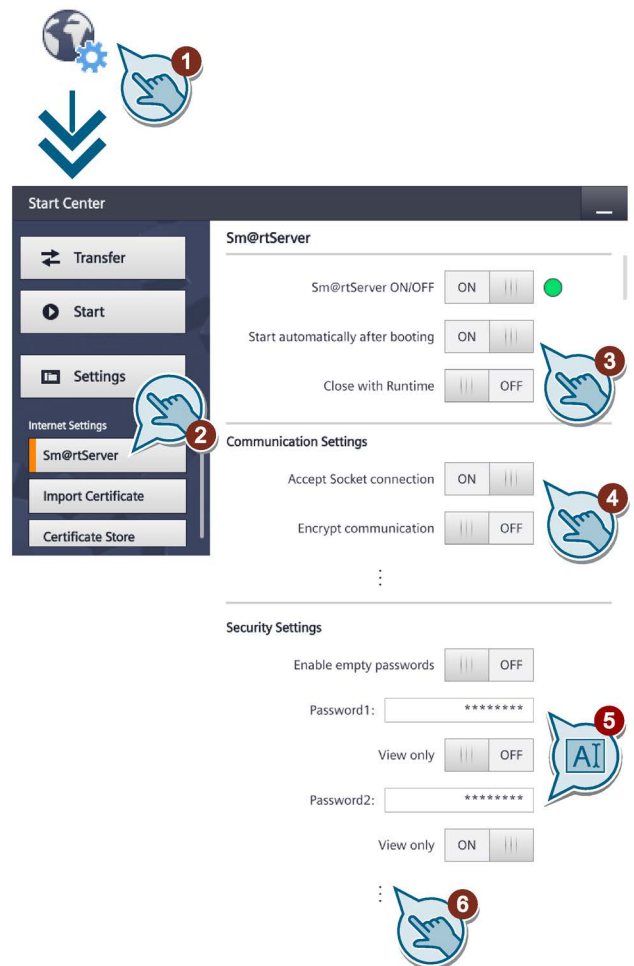 1
Start Center
Transfer
Sm@rtServer
Sm@rtServer ON/OFF ON
Start
Start automatically after booting ON
3
Settings
Close with Runtime OFF
2
Internet Settings
Communication Settings
Sm@rtServer
Accept Socket connection ON
4
Import Certificate
Encrypt communication OFF
Certificate Store
Security Settings
Enable empty passwords OFF
Password1: ********
5
View only OFF
AI
Password2: ********
View only ON
6